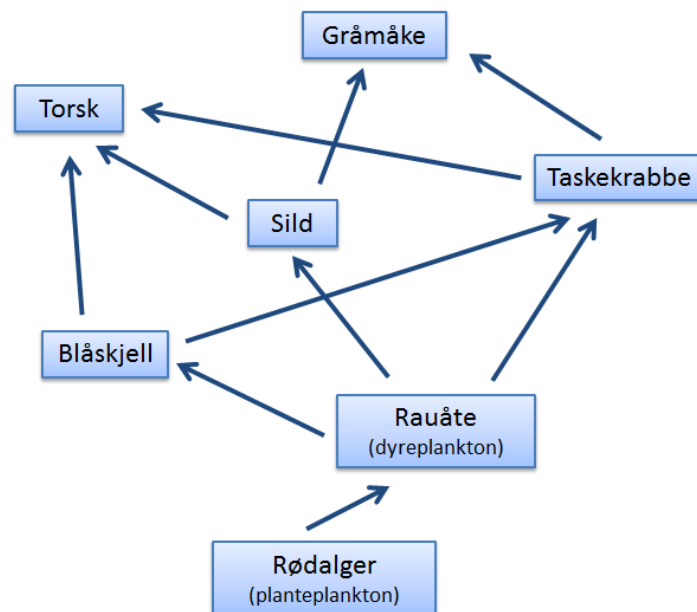 Gråmåke
Torsk
Taskekrabbe
Sild
Blåskjell
Rauåte
(dyreplankton)
Rødalger
(planteplankton)